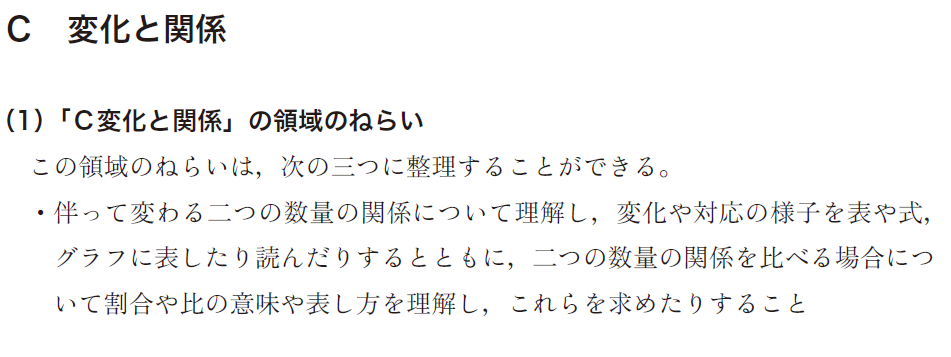 C 変化と関係
(1)「C変化と関係」の領域のねらい
この領域のねらいは，次の三つに整理することができる。
・伴って変わる二つの数量の関係について理解し，変化や対応の様子を表や式，
グラフに表したり読んだりするとともに，二つの数量の関係を比べる場合につ
いて割合や比の意味や表し方を理解し，これらを求めたりすること